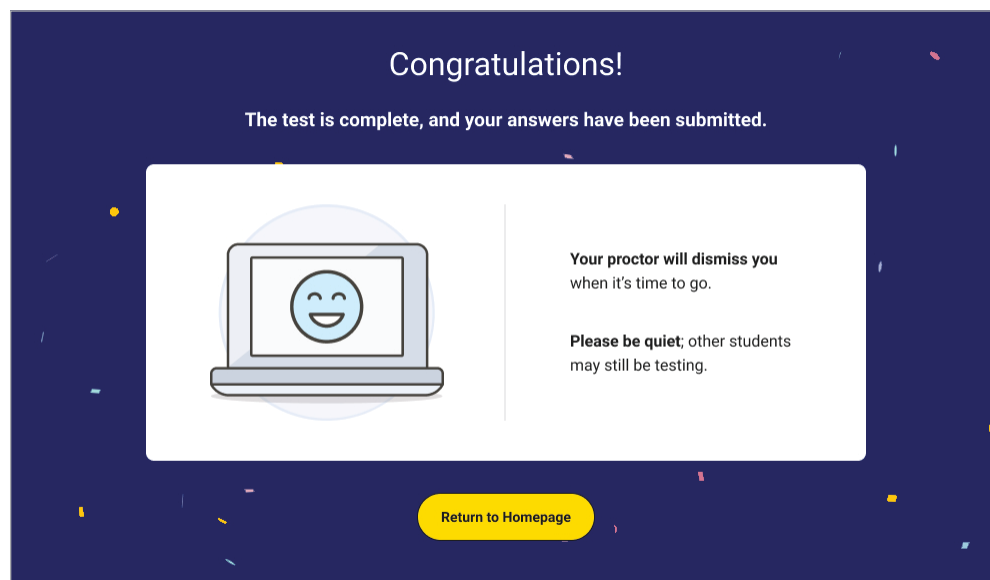 Congratulations!
The test is complete, and your answers have been submitted.
Your proctor will dismiss you
when it’s time to go.
Please be quiet; other students
may still be testing.
Return to Homepage